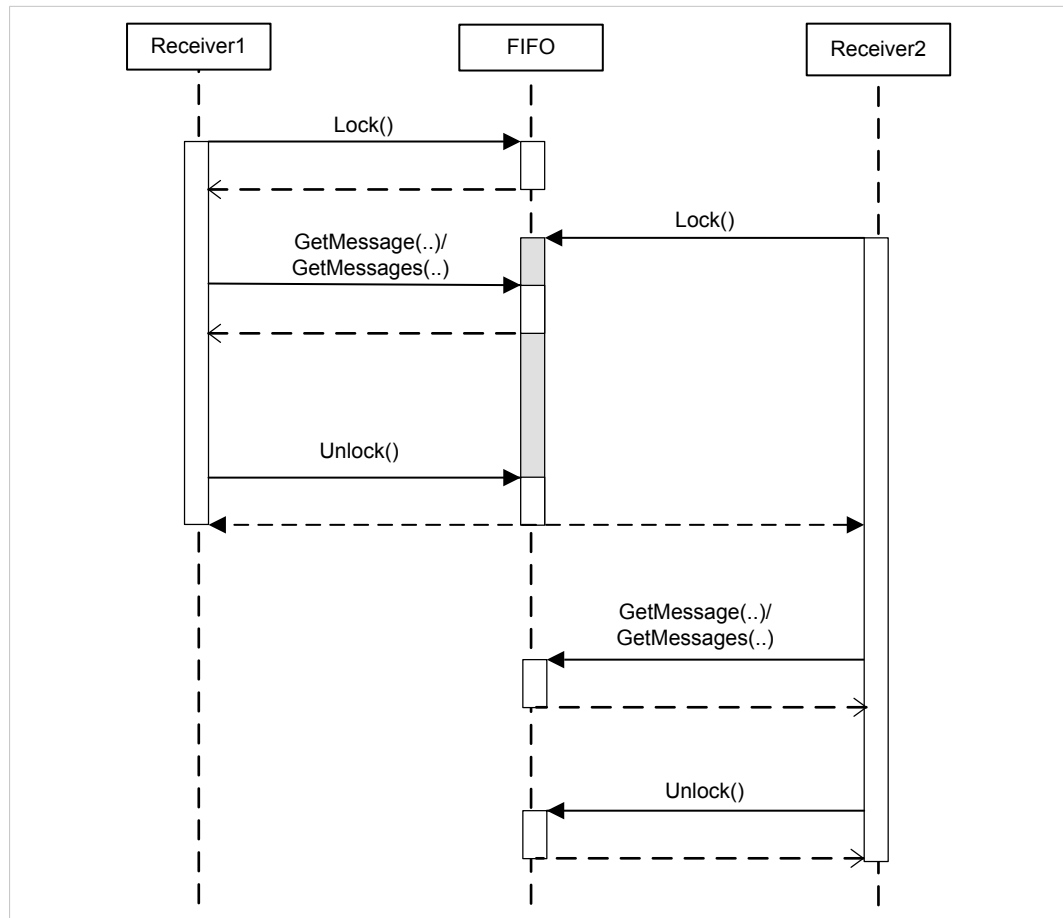 Receiver1
FIFO
Receiver2
Lock()
Lock()
GetMessage(..)/
GetMessages(..)
Unlock()
GetMessage(..)/
GetMessages(..)
Unlock()